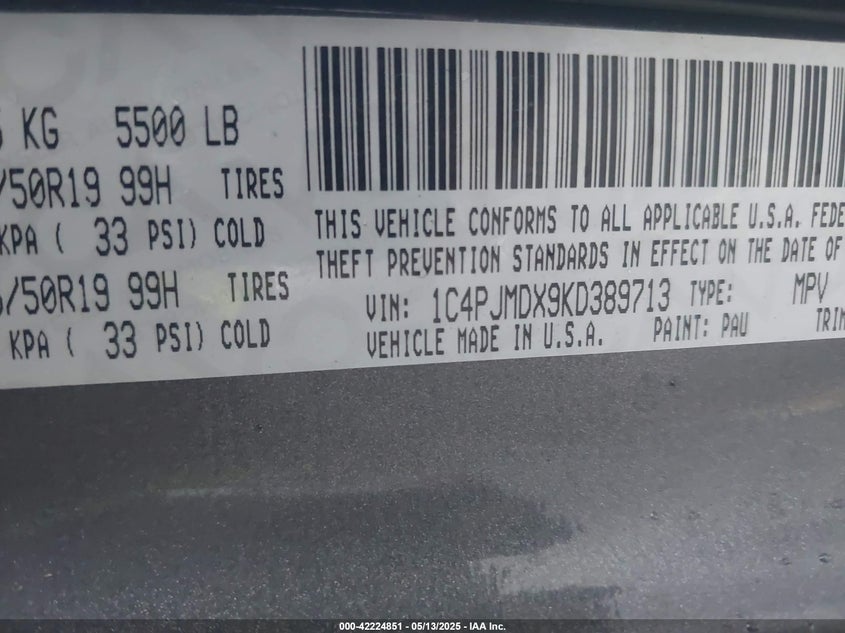 KG 5500 LB
/50R19 99H TIRES
KPA ( 33 PSI) COLD
/50R19 99H TIRES
KPA ( 33 PSI) COLD
THIS VEHICLE CONFORMS TO ALL APPLICABLE U.S.A. FEDE
THEFT PREVENTION STANDARDS IN EFFECT ON THE DATE OF
VIN: 1C4PJMDX9KD389713 TYPE: MPV
VEHICLE MADE IN U.S.A. PAINT: PAU TRIM
000-42224851 - 05/13/2025 - IAA Inc.